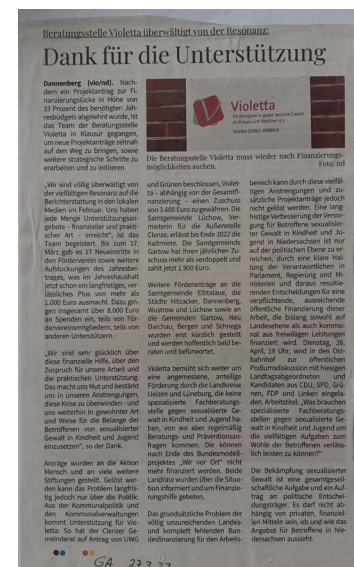 Beratungsstelle Violetta überwältigt von der Resonanz:
Dank für die Unterstützung
Dannenberg (vio/nd). Nach-
dem ein Projektantrag zur Fi-
nanzierungslücke in Höhe von
33 Prozent des benötigten Jah-
resbudgets abgelehnt wurde, ist
das Team der Beratungsstelle
Violetta in Klausur gegangen,
um neue Projektanträge zeitnah
auf den Weg zu bringen, sowie
weitere strategische Schritte zu
erarbeiten und zu initiieren.
„Wir sind völlig überwältigt von
der vielfältigen Resonanz auf die
Berichterstattung in den lokalen
Medien im Februar. Uns haben
jede Menge Unterstützungsan-
gebote – finanzieller und prakti-
scher Art – erreicht“, ist das
Team begeistert. Bis zum 17.
März gab es 17 Neueintritte in
den Förderverein sowie weitere
Aufstockungen des Jahresbei-
trages, was im Jahreshaushalt
jetzt schon ein langfristiges, ver-
lässliches Plus von mehr als
1.000 Euro ausmacht. Dazu gin-
gen insgesamt über 8.000 Euro
an Spenden ein, teils von För-
dervereinsmitgliedern, teils von
anderen Unterstützern.
„Wir sind sehr glücklich über
diese finanzielle Hilfe, über den
Zuspruch für unsere Arbeit und
die praktischen Unterstützung.
Das macht uns Mut und bestärkt
uns in unseren Anstrengungen,
diese Krise zu überwinden - und
uns weiterhin in gewohnter Art
und Weise für die Belange der
Betroffenen von sexualisierter
Gewalt in Kindheit und Jugend
einzusetzen“, so der Dank.
Anträge wurden an die Aktion
Mensch und an viele weitere
Stiftungen gestellt. Gelöst wer-
den kann das Problem langfris-
tig jedoch nur über die Politik:
Aus der Kommunalpolitik und
den Kommunalverwaltungen
kommt Unterstützung für Vio-
letta: So hat der Clenzer Ge-
meinderat auf Antrag von UWG
Violetta
Beratungsstelle gegen sexuelle Gewalt
an Frauen und Mädchen e.V.
Die Beratungsstelle Violetta muss wieder nach Finanzierungs-
möglichkeiten suchen.
Foto: nd
und Grünen beschlossen, Violet-
ta – abhängig von der Gesamtfi-
nanzierung – einen Zuschuss
von 3.600 Euro zu gewähren. Die
Samtgemeinde Lüchow, Ver-
mieterin für die Außenstelle
Clenze, erlässt bis Ende 2022 die
Kaltmiete. Die Samtgemeinde
Gartow hat ihren jährlichen Zu-
schuss mehr als verdoppelt und
zahlt jetzt 1.900 Euro.
Weitere Förderanträge an die
Samtgemeinde Elbtalaue, die
Städte Hitzacker, Dannenberg,
Wustrow und Lüchow sowie an
die Gemeinden Gartow, Neu
Darchau, Bergen und Schnega
wurden erst kürzlich gestellt
und werden hoffentlich bald be-
raten und befürwortet.
Violetta bemüht sich weiter um
eine angemessene, anteilige
Förderung durch die Landkreise
Uelzen und Lüneburg, die keine
spezialisierte Fachberatungs-
stelle gegen sexualisierte Ge-
walt in Kindheit und Jugend ha-
ben, von wo aber regelmäßig
Beratungs- und Präventionsan-
fragen kommen. Die können
nach Ende des Bundesmodell-
projektes „Wir vor Ort“ nicht
mehr finanziert werden. Beide
Landräte wurden über die Situa-
tion informiert und um Finanzie-
rungshilfe gebeten.
Das grundsätzliche Problem der
völlig unzureichenden Landes-
und komplett fehlenden Bun-
desfinanzierung für den Arbeits-
bereich kann durch diese vielfäl-
tigen Anstrengungen und zu-
sätzliche Projektanträge jedoch
nicht gelöst werden. Eine lang-
fristige Verbesserung der Versor-
gung für Betroffene sexualisier-
ter Gewalt in Kindheit und Ju-
gend in Niedersachsen ist nur
auf der politischen Ebene zu er-
reichen, durch eine klare Hal-
tung der Verantwortlichen in
Parlament, Regierung und Mi-
nisterien und daraus resultie-
renden Entscheidungen für eine
verpflichtende, ausreichende
öffentliche Finanzierung dieser
Arbeit, die bislang sowohl auf
Landesebene als auch kommu-
nal aus freiwilligen Leistungen
finanziert wird. Dienstag, 26.
April, 19 Uhr, wird in den Ost-
bahnhof zur öffentlichen
Podiumsdiskussion mit hiesigen
Landtagsabgeordneten und
Kandidaten aus CDU, SPD, Grü-
nen, FDP und Linken eingela-
den. Arbeitstitel: „Was brauchen
spezialisierte Fachberatungs-
stellen gegen sexualisierter Ge-
walt in Kindheit und Jugend um
die vielfältigen Aufgaben zum
Wohle der Betroffenen verläss-
lich leisten zu können?“
Die Bekämpfung sexualisierter
Gewalt ist eine gesamtgesell-
schaftliche Aufgabe und ein Auf-
trag an politische Entschei-
dungsträger. Es darf nicht ab-
hängig von privaten, finanziel-
len Mitteln sein, ob und wie das
Angebot für Betroffene in Nie-
dersachsen aussieht.
GA 27.3.22